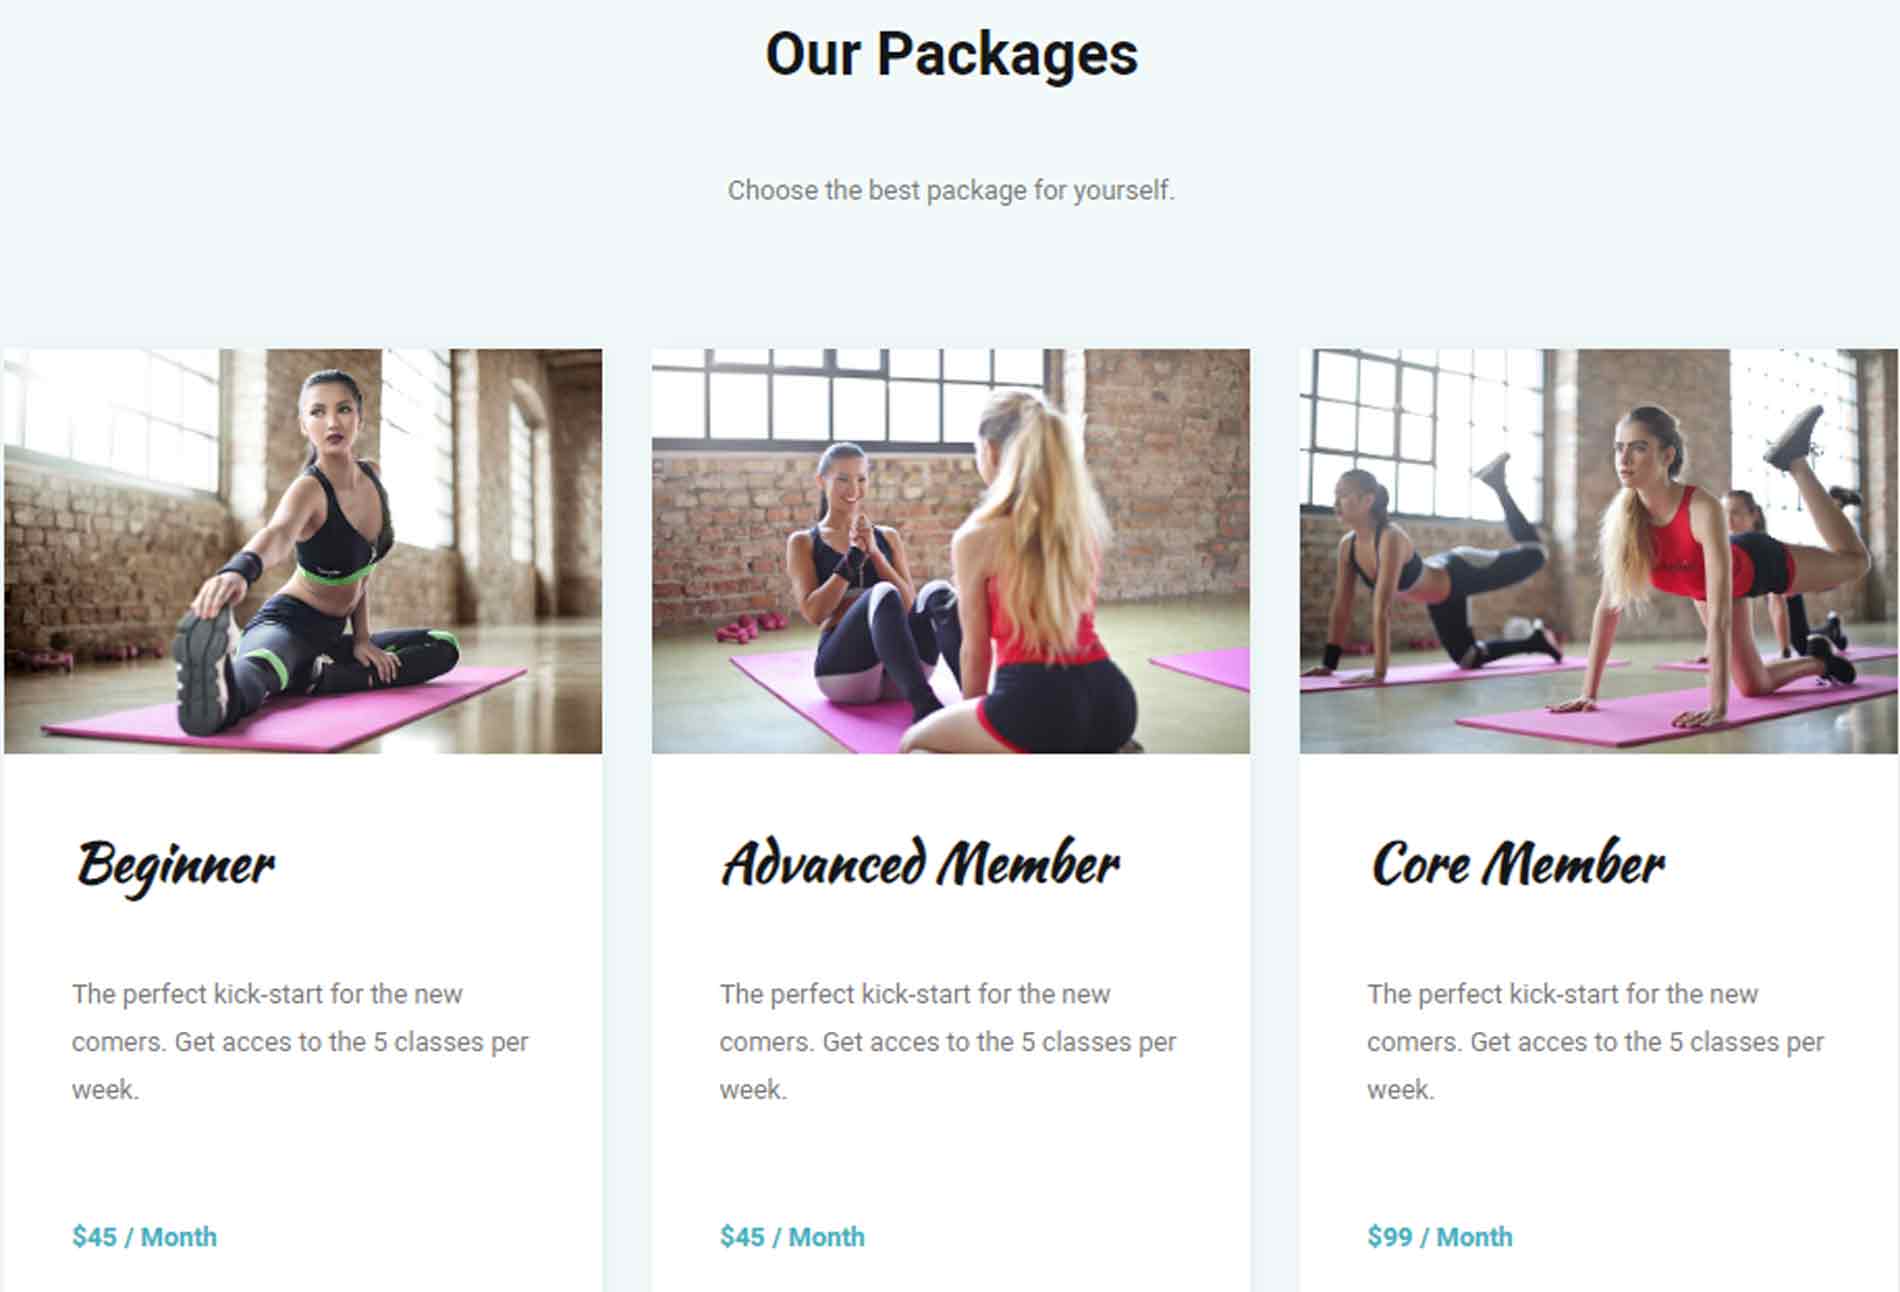 Our Packages
Choose the best package for yourself.
Beginner
The perfect kick-start for the new
comers. Get acces to the 5 classes per
week.
$45 / Month
Advanced Member
The perfect kick-start for the new
comers. Get acces to the 5 classes per
week.
$45 / Month
Core Member
The perfect kick-start for the new
comers. Get acces to the 5 classes per
week.
$99 / Month